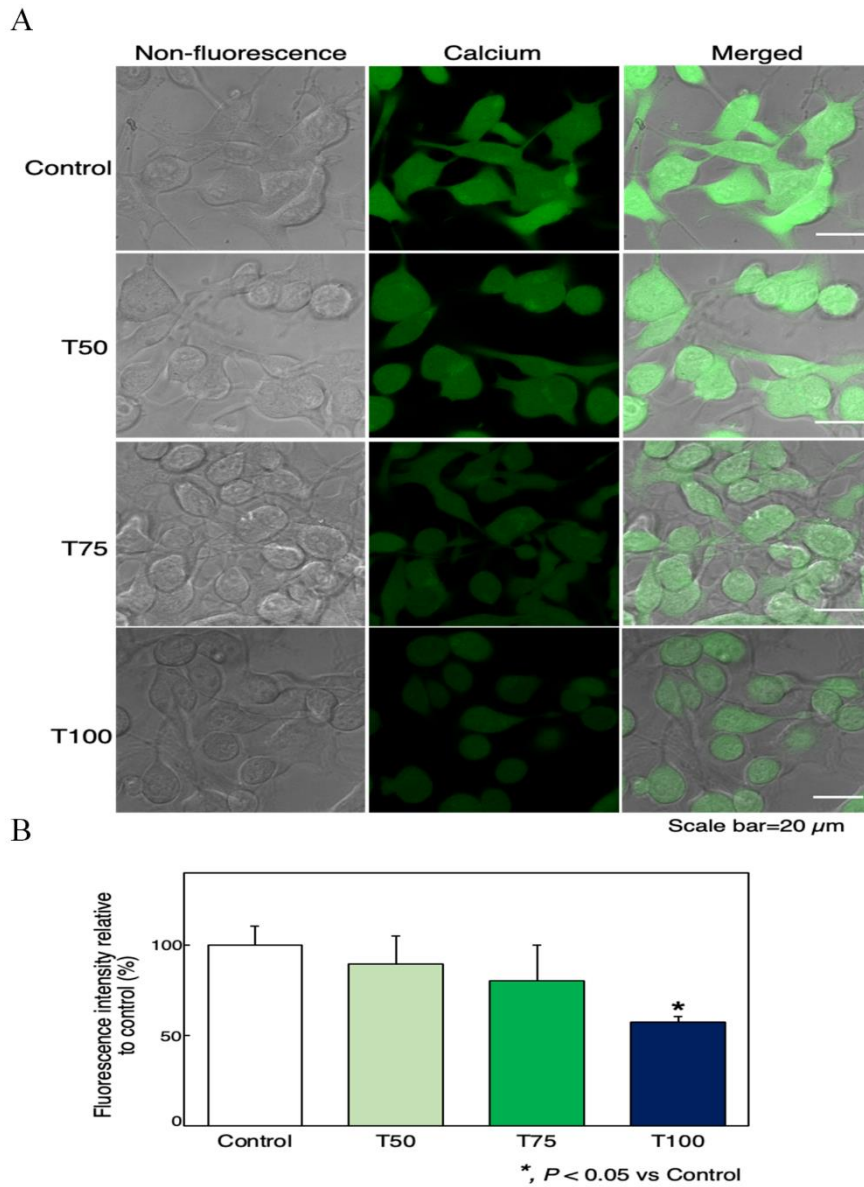 A
Non-fluorescence Calcium Merged
Control
T50
T75
T100
Scale bar=20 μm
B
Fluorescence intensity relative
to control (%)
100
50
0
*
Control T50 T75 T100
*, P < 0.05 vs Control